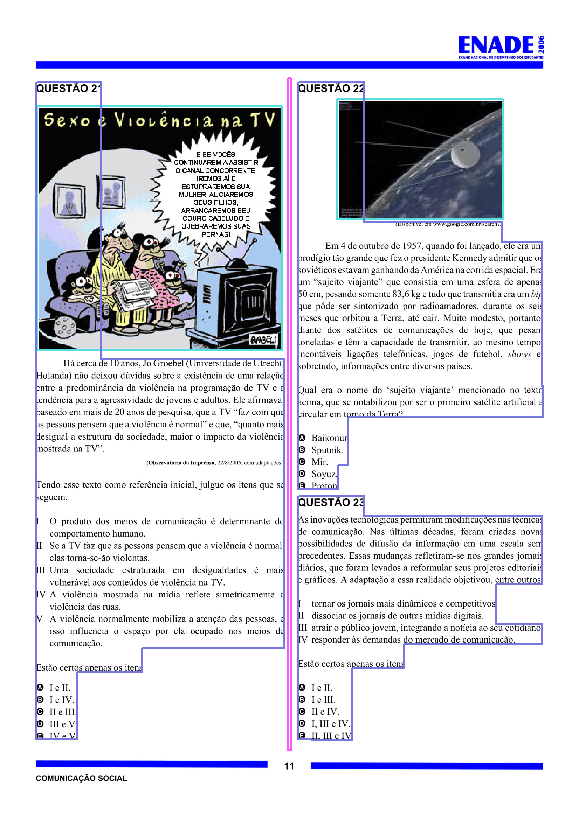 ENADE 2006
EXAME NACIONAL DE DESEMPENHO DOS ESTUDANTES
QUESTÃO 21
Sexo e Violência na TV
E SE VOCÊS
CONTINUAREM A ASSISTIR
O CANAL CONCORRENTE
IREMOS AÍ E
ESTUPRAREMOS SUA
MULHER, ALICIAREMOS
SEUS FILHOS,
ARRANCAREMOS SEU
COURO CABELUDO E
QUEBRAREMOS SUAS
PERNAS!
Há cerca de 10 anos, Jo Groebel (Universidade de Utrecht,
Holanda) não deixou dúvidas sobre a existência de uma relação
entre a predominância da violência na programação de TV e a
tendência para a agressividade de jovens e adultos. Ele afirmava,
baseado em mais de 20 anos de pesquisa, que a TV “faz com que
as pessoas pensem que a violência é normal” e que, “quanto mais
desigual a estrutura da sociedade, maior o impacto da violência
mostrada na TV”.
(Observatório da Imprensa, 22/8/2006, com adaptações)
Tendo esse texto como referência inicial, julgue os itens que se
seguem.
I O produto dos meios de comunicação é determinante do
comportamento humano.
II Se a TV faz que as pessoas pensem que a violência é normal,
elas tornar-se-ão violentas.
III Uma sociedade estruturada em desigualdades é mais
vulnerável aos conteúdos de violência na TV.
IV A violência mostrada na mídia reflete simetricamente a
violência das ruas.
V A violência normalmente mobiliza a atenção das pessoas, e
isso influencia o espaço por ela ocupado nos meios de
comunicação.
Estão certos apenas os itens
A I e II.
B I e IV.
C II e III.
D III e V.
E IV e V.
QUESTÃO 22
Em 4 de outubro de 1957, quando foi lançado, ele era um
prodígio tão grande que fez o presidente Kennedy admitir que os
soviéticos estavam ganhando da América na corrida espacial. Era
um “sujeito viajante” que consistia em uma esfera de apenas
50 cm, pesando somente 83,6 kg e tudo que transmitia era um bip
que pôde ser sintonizado por radioamadores, durante os seis
meses que orbitou a Terra, até cair. Muito modesto, portanto,
diante dos satélites de comunicações de hoje, que pesam
toneladas e têm a capacidade de transmitir, ao mesmo tempo,
incontáveis ligações telefônicas, jogos de futebol, shows e,
sobretudo, informações entre diversos países.
Qual era o nome do ‘sujeito viajante’ mencionado no texto
acima, que se notabilizou por ser o primeiro satélite artificial a
circular em torno da Terra?
A Baikonur.
B Sputnik.
C Mir.
D Soyuz.
E Proton.
QUESTÃO 23
As inovações tecnológicas permitiram modificações nas técnicas
de comunicação. Nas últimas décadas, foram criadas novas
possibilidades de difusão da informação em uma escala sem
precedentes. Essas mudanças refletiram-se nos grandes jornais
diários, que foram levados a reformular seus projetos editoriais
e gráficos. A adaptação a essa realidade objetivou, entre outros,
I tornar os jornais mais dinâmicos e competitivos.
II dissociar os jornais de outras mídias digitais.
III atrair o público jovem, integrando a notícia ao seu cotidiano.
IV responder às demandas do mercado de comunicação.
Estão certos apenas os itens
A I e II.
B I e III.
C II e IV.
D I, III e IV.
E II, III e IV.
11
COMUNICAÇÃO SOCIAL